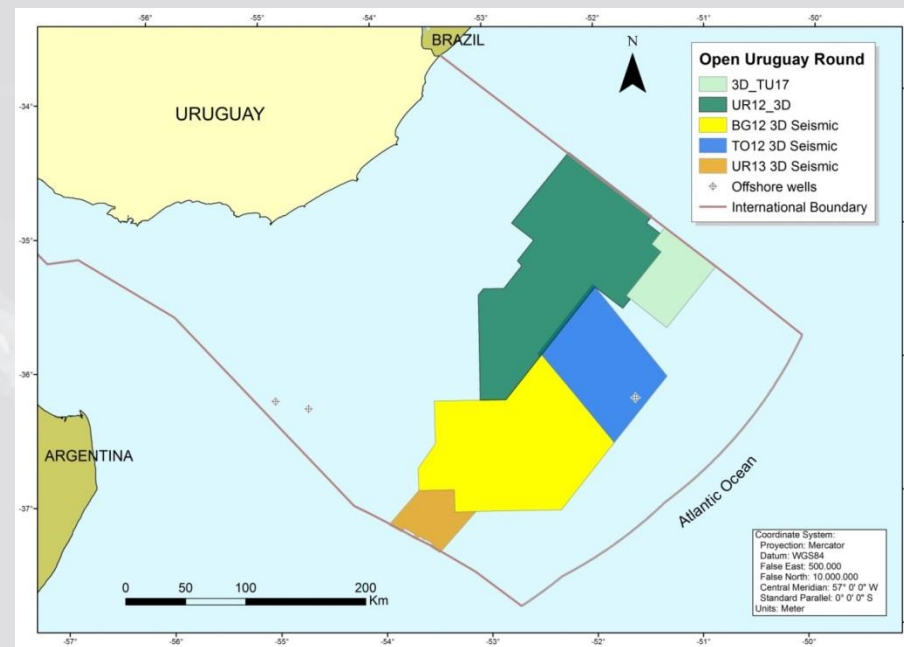 -56°
-55°
-54°
-53°
-52°
-51°
-50°
BRAZIL
N
URUGUAY
-34°
-35°
-36°
-37°
ARGENTINA
Open Uruguay Round
3D_TU17
UR12_3D
BG12 3D Seismic
TO12 3D Seismic
UR13 3D Seismic
Offshore wells
International Boundary
Atlantic Ocean
0 50 100 200
Km
Coordinate System:
Proyection: Mercator
Datum: WGS84
False East: 500.000
False North: 10.000.000
Central Meridian: 57° 0' 0" W
Standard Parallel: 0° 0' 0" S
Units: Meter
-57°
-56°
-55°
-54°
-53°
-52°
-51°
-50°